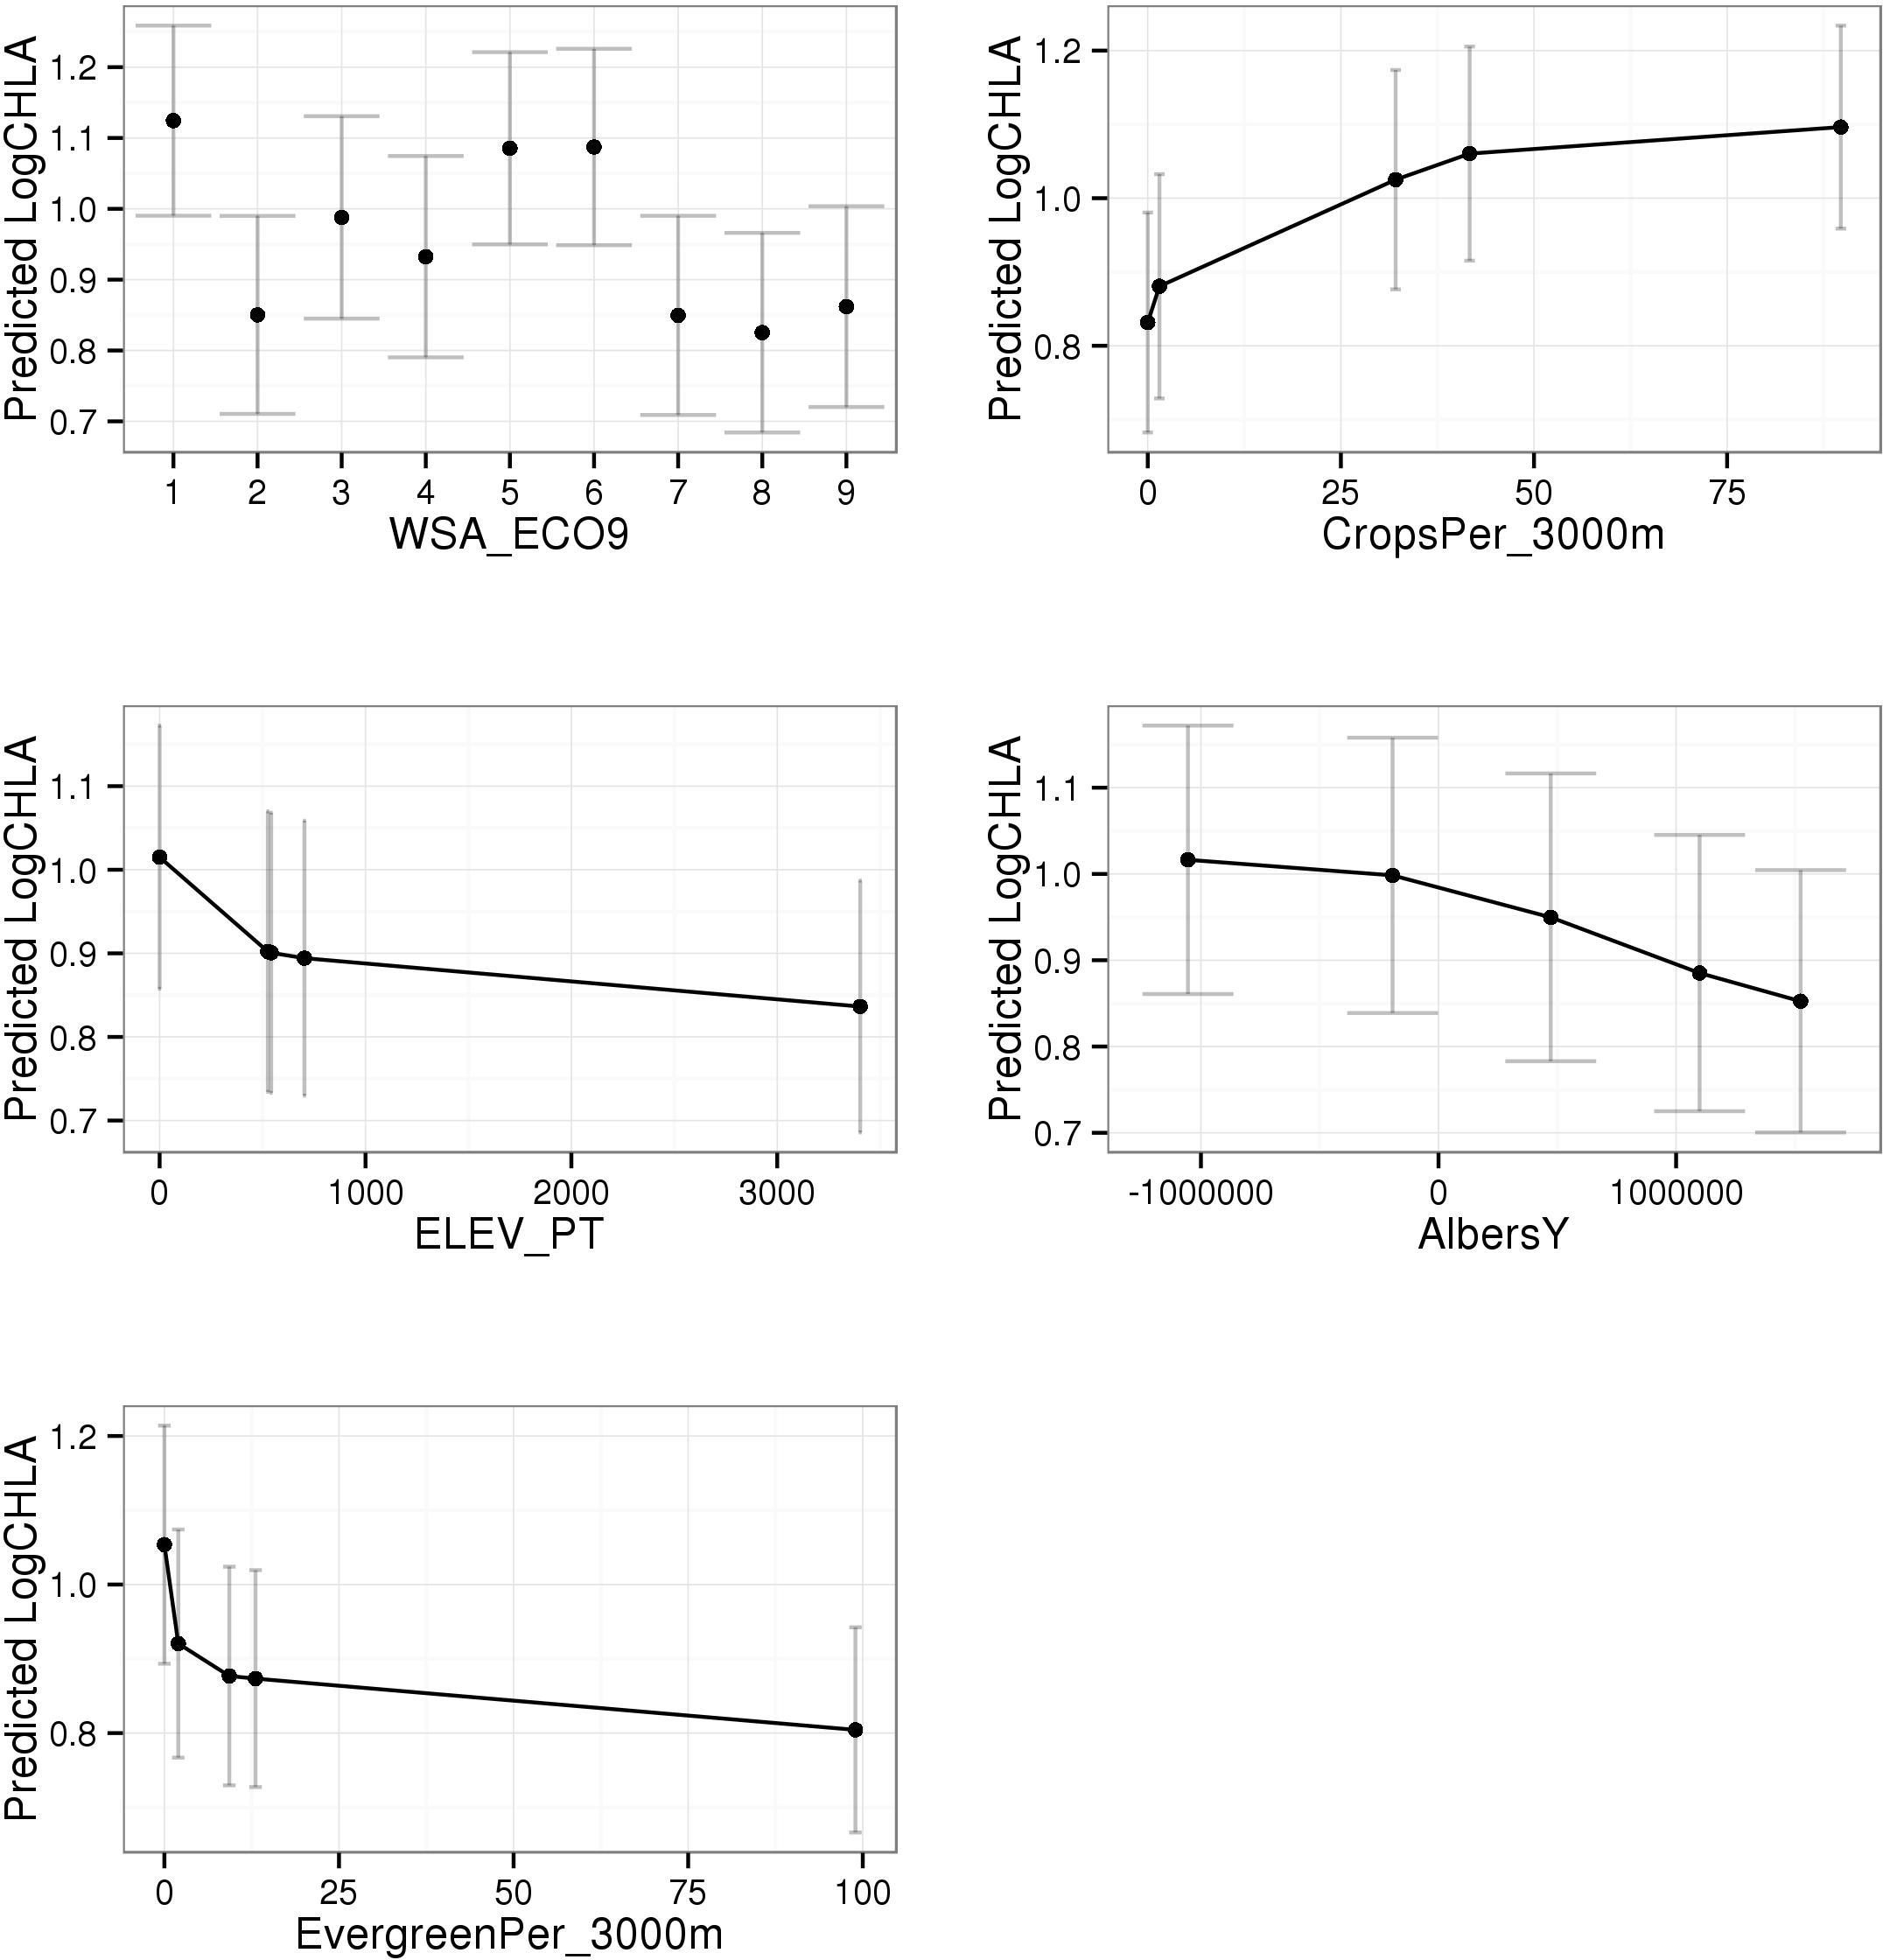 Predicted LogCHLA
1.2
1.1
1.0
0.9
0.8
0.7
1 2 3 4 5 6 7 8 9
WSA_ECO9
Predicted LogCHLA
1.2
1.0
0.8
0 25 50 75
CropsPer_3000m
Predicted LogCHLA
1.1
1.0
0.9
0.8
0.7
0 1000 2000 3000
ELEV_PT
Predicted LogCHLA
1.1
1.0
0.9
0.8
0.7
-1000000 0 1000000
AlbersY
Predicted LogCHLA
1.2
1.0
0.8
0 25 50 75 100
EvergreenPer_3000m